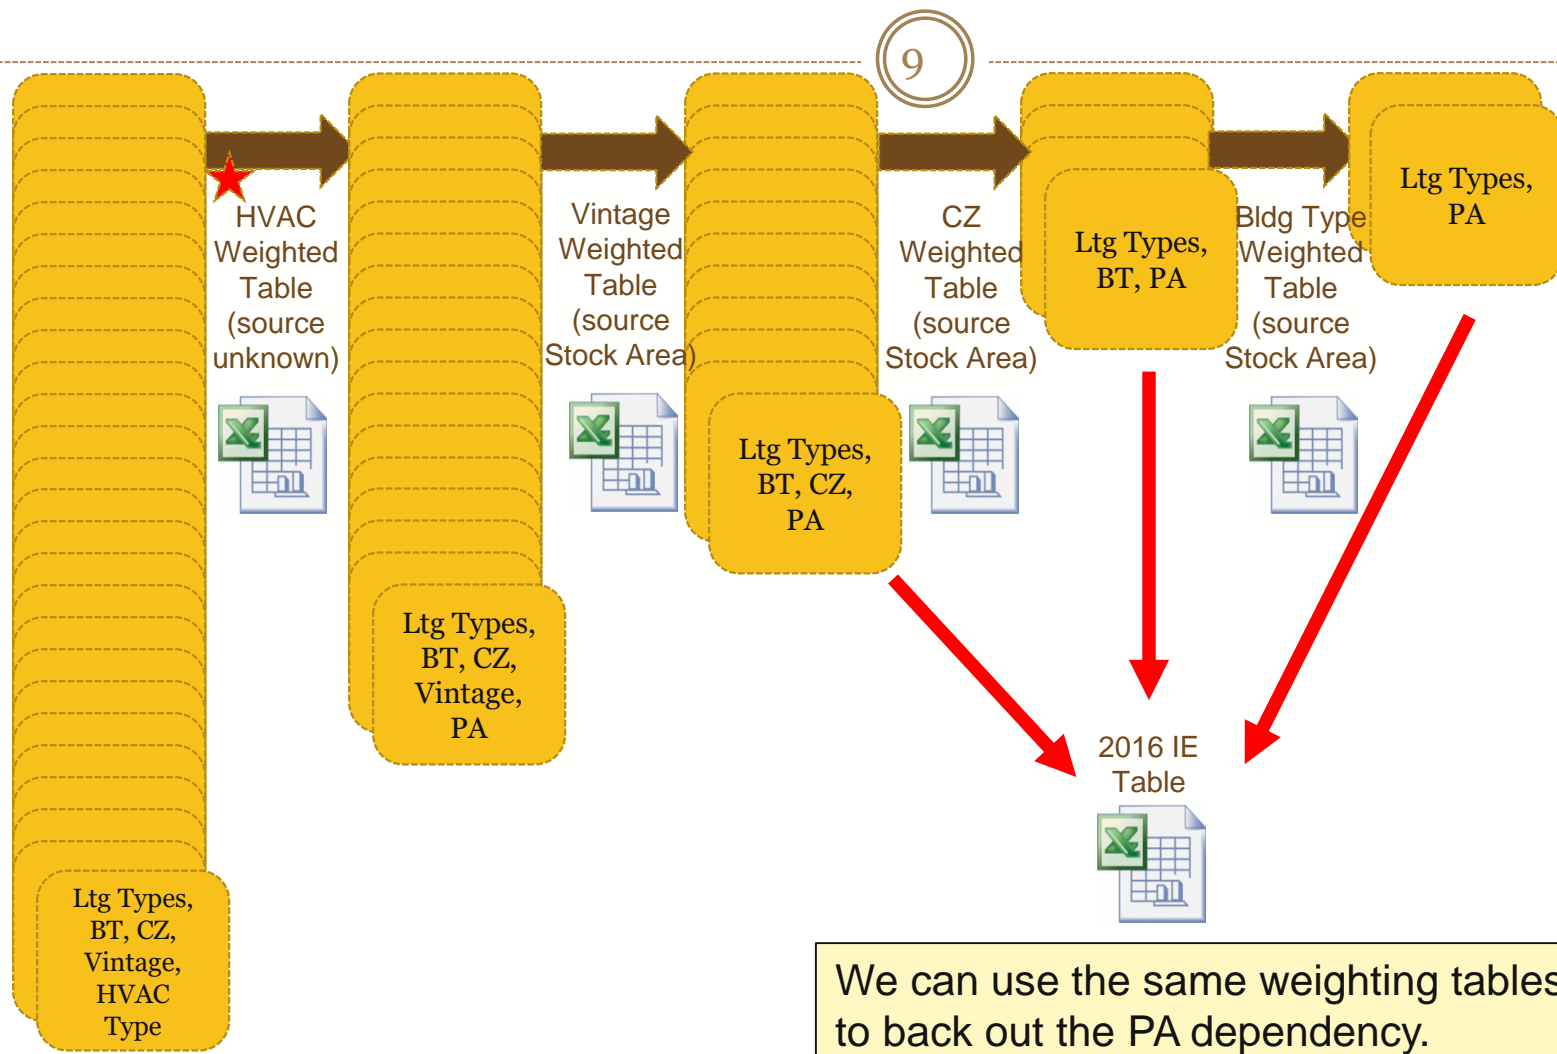 9
HVAC
Weighted
Table
(source
unknown)
Vintage
Weighted
Table
(source
Stock Area)
CZ
Weighted
Table
(source
Stock Area)
Bldg Type
Weighted
Table
(source
Stock Area)
Ltg Types,
PA
Ltg Types,
BT, PA
Ltg Types,
BT, CZ,
PA
Ltg Types,
BT, CZ,
Vintage,
PA
Ltg Types,
BT, CZ,
Vintage,
HVAC
Type
2016 IE
Table
We can use the same weighting tables
to back out the PA dependency.